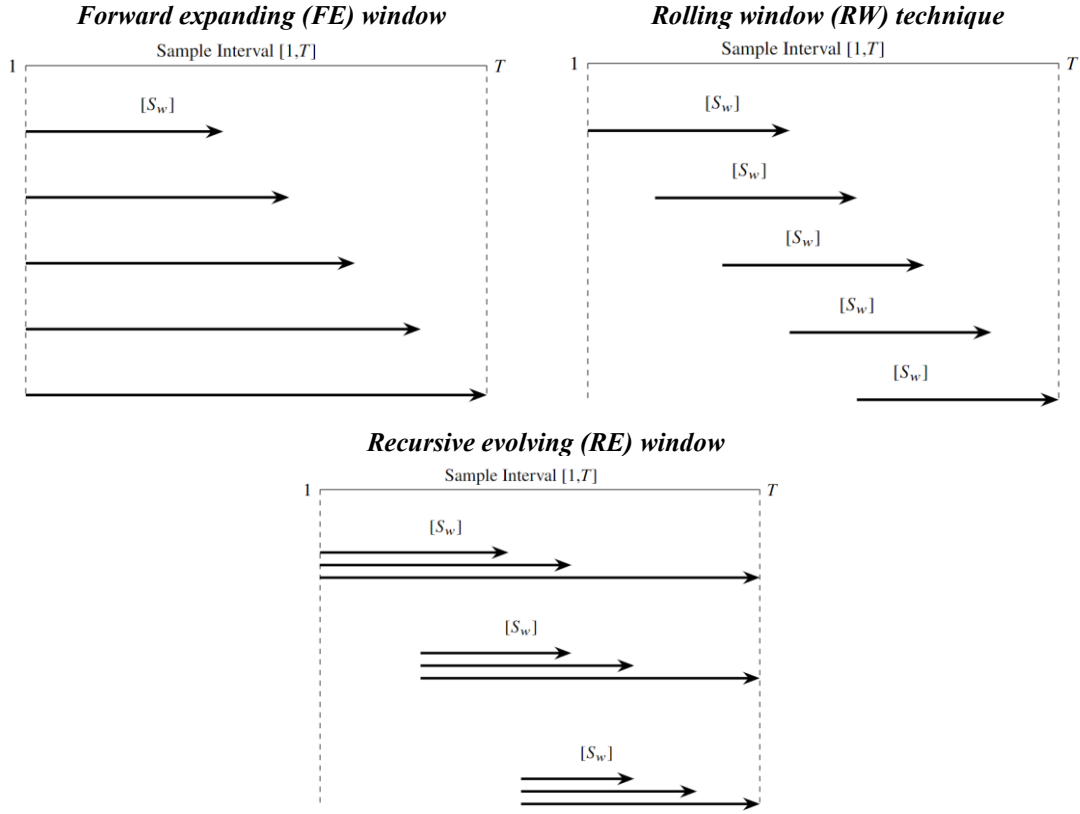 Forward expanding (FE) window
Sample Interval [1,T]
1
T
[S_w]
Rolling window (RW) technique
Sample Interval [1,T]
1
T
[S_w]
[S_w]
[S_w]
[S_w]
[S_w]
Recursive evolving (RE) window
Sample Interval [1,T]
1
T
[S_w]
[S_w]
[S_w]